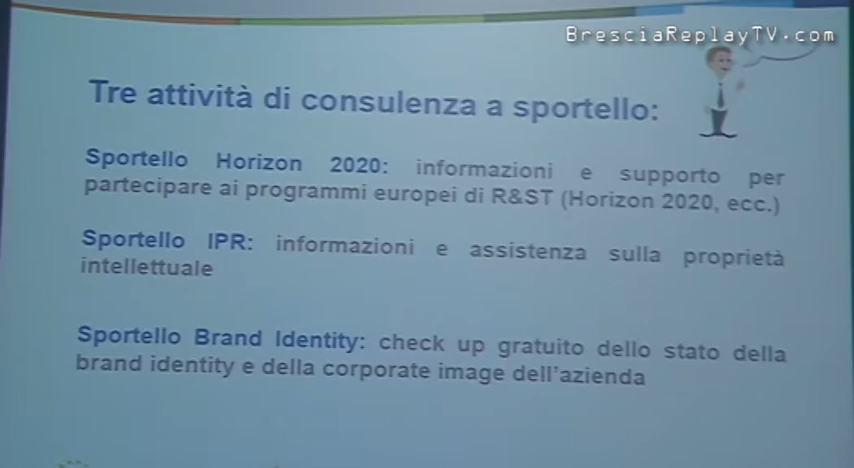 BresciaReplayTV.com
Tre attività di consulenza a sportello:
Sportello Horizon 2020: informazioni e supporto per
partecipare ai programmi europei di R&ST (Horizon 2020, ecc.)
Sportello IPR: informazioni e assistenza sulla proprietà
intellettuale
Sportello Brand Identity: check up gratuito dello stato della
brand identity e della corporate image dell'azienda